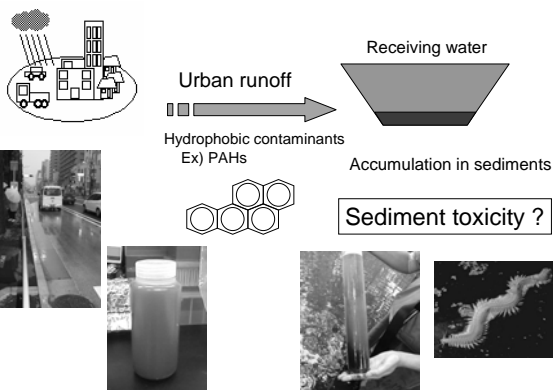 Receiving water
Urban runoff
Hydrophobic contaminants
Ex) PAHs
Accumulation in sediments
Sediment toxicity ?